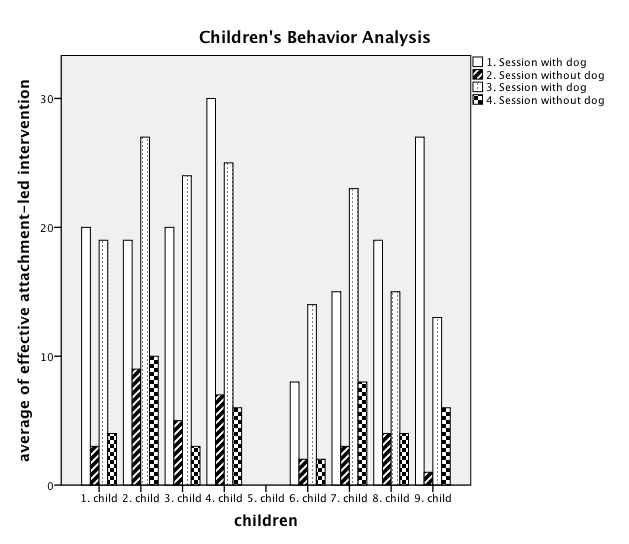 Children's Behavior Analysis
1. Session with dog
2. Session without dog
3. Session with dog
4. Session without dog
average of effective attachment-led intervention
30
20
10
0
1. child 2. child 3. child 4. child 5. child 6. child 7. child 8. child 9. child
children